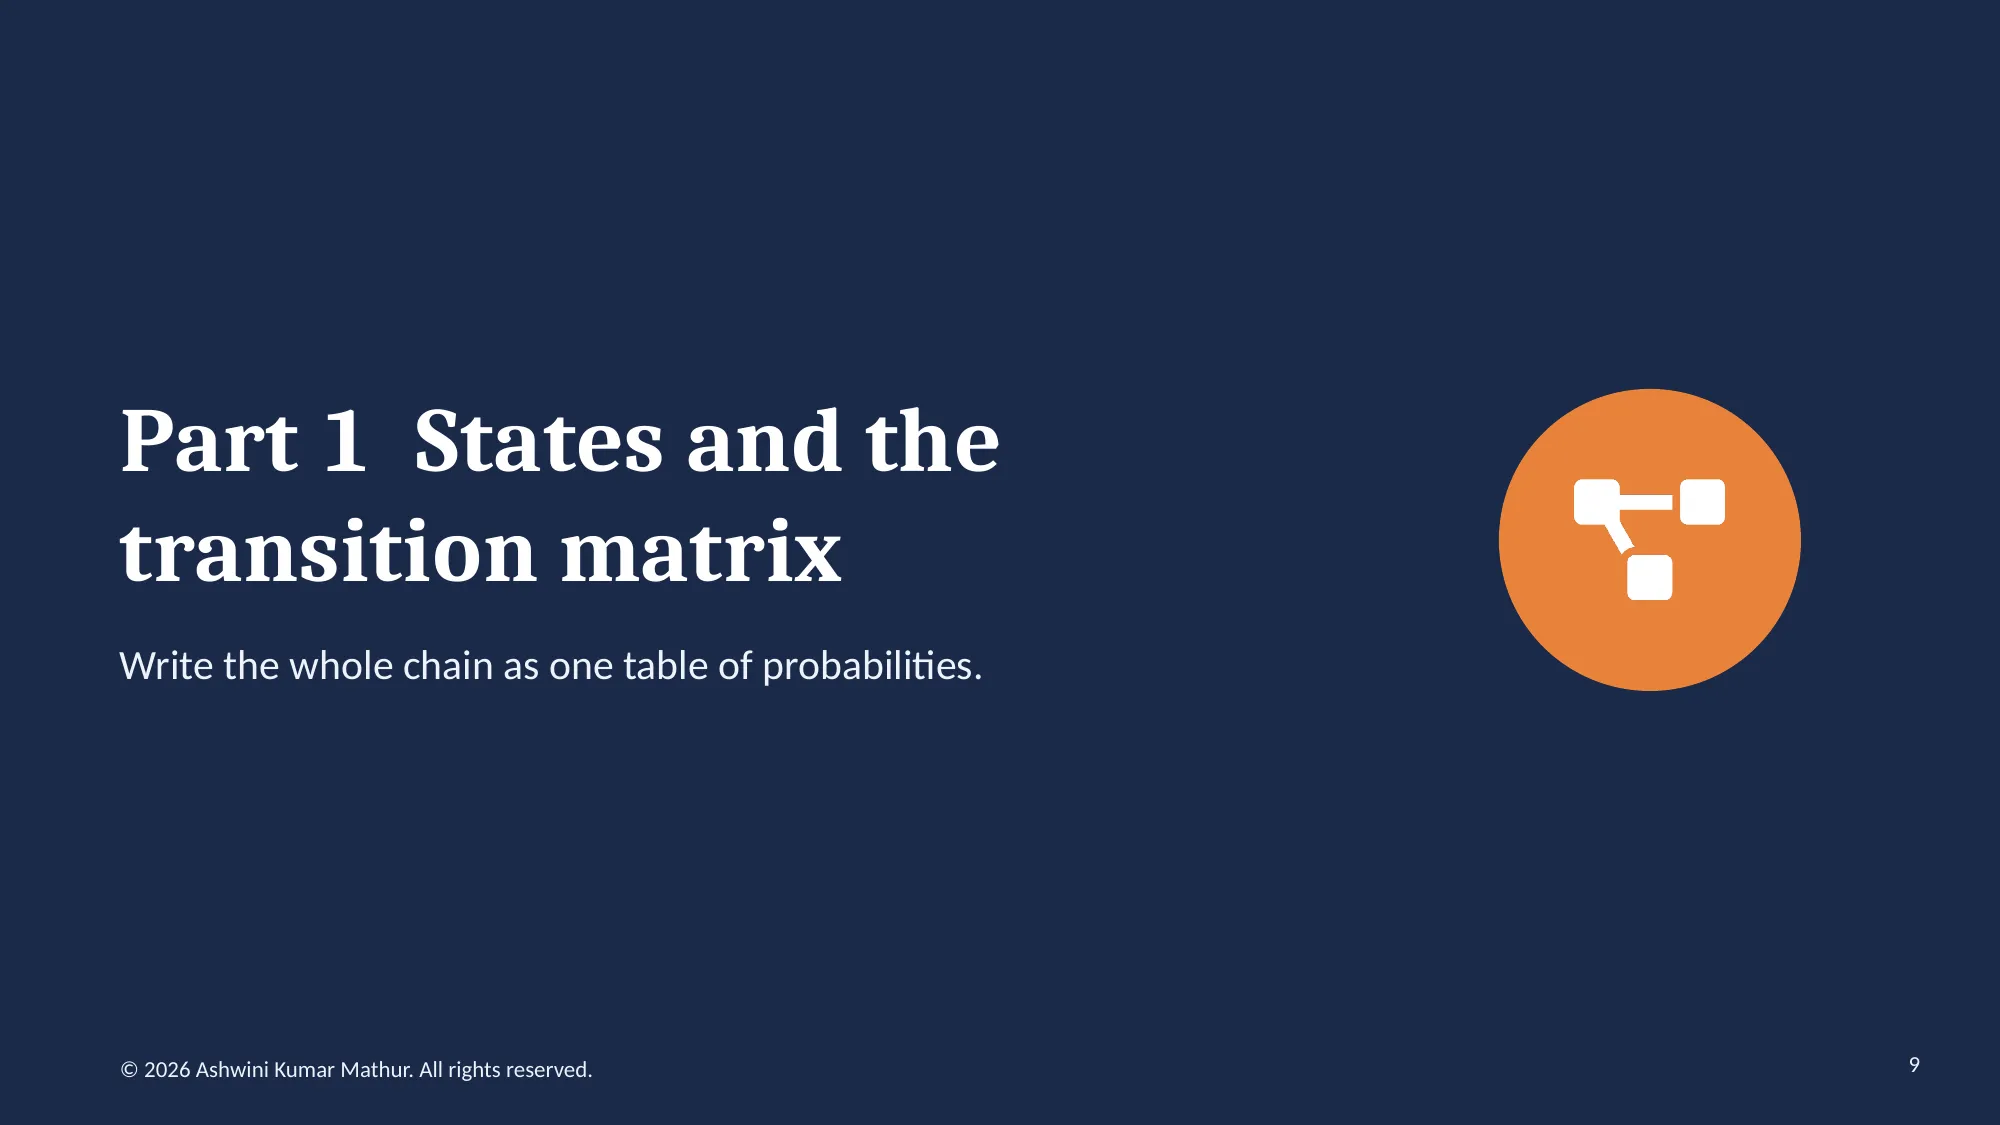 Part 1  States and the
transition matrix
Write the whole chain as one table of probabilities.
© 2026 Ashwini Kumar Mathur. All rights reserved.
9